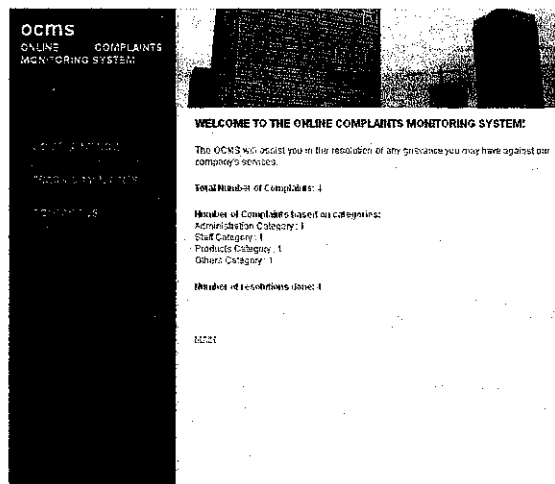 ocms
ONLINE COMPLAINTS
MONITORING SYSTEM
CONTACT US
WELCOME TO THE ONLINE COMPLAINTS MONITORING SYSTEM!
The OCMS will assist you in the resolution of any grievance you may have against our
company's services.
Total Number of Complaints: 4
Number of Complaints based on categories:
Administration Category : 1
Staff Category : 1
Products Category : 1
Others Category : 1
Number of resolutions done: 4